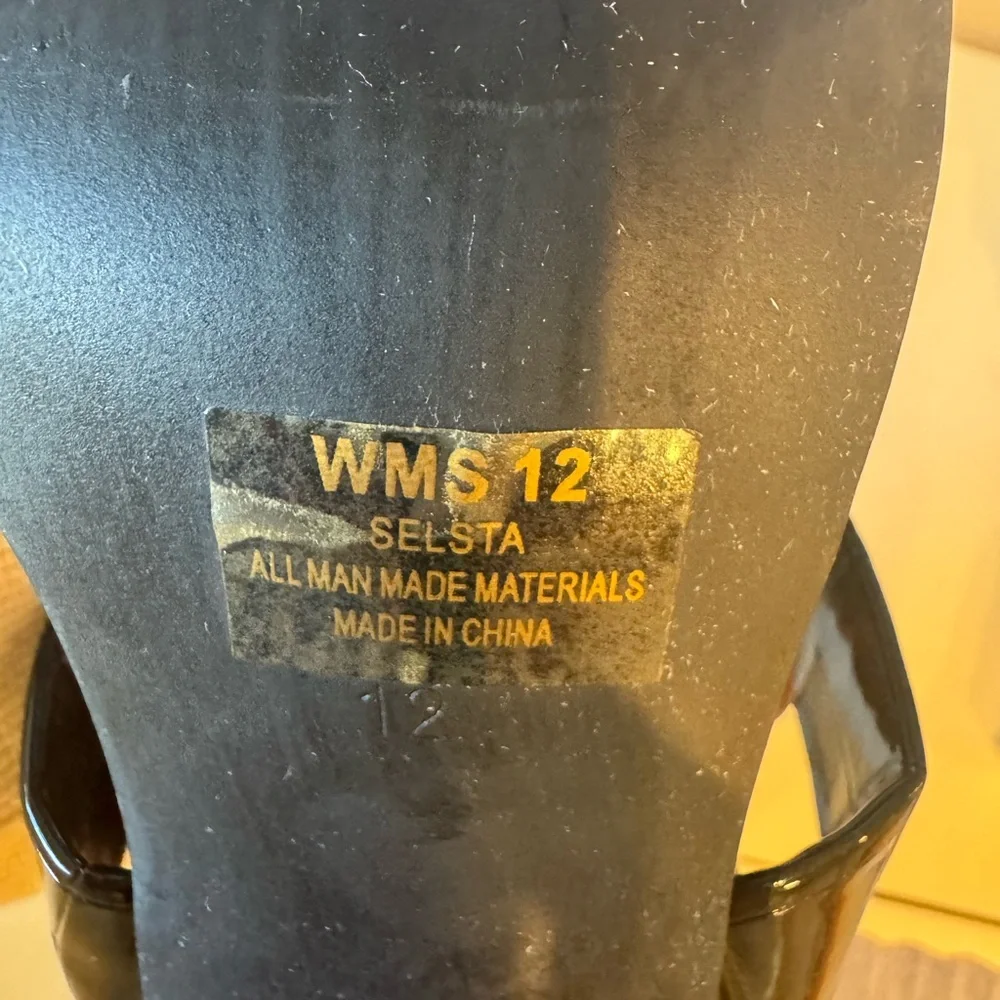 WMS 12
SELSTA
ALL MAN MADE MATERIALS
MADE IN CHINA
12